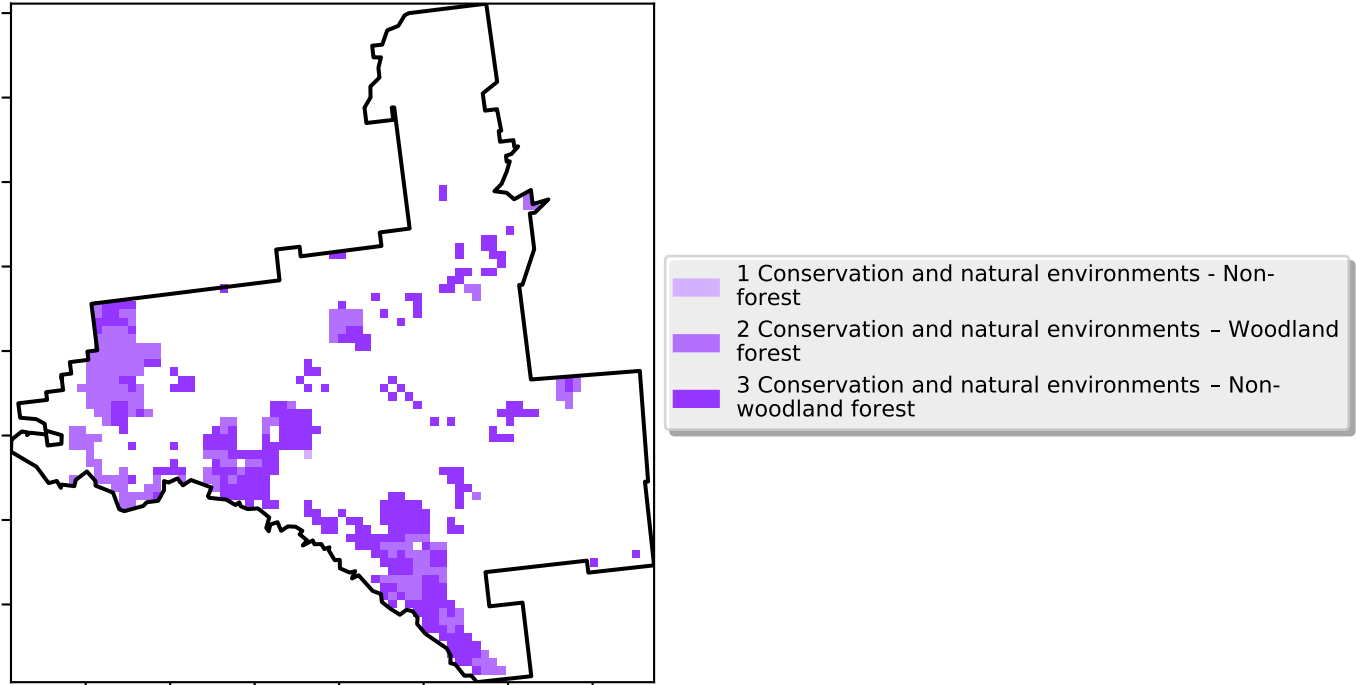 1 Conservation and natural environments - Non-
forest
2 Conservation and natural environments – Woodland
forest
3 Conservation and natural environments – Non-
woodland forest